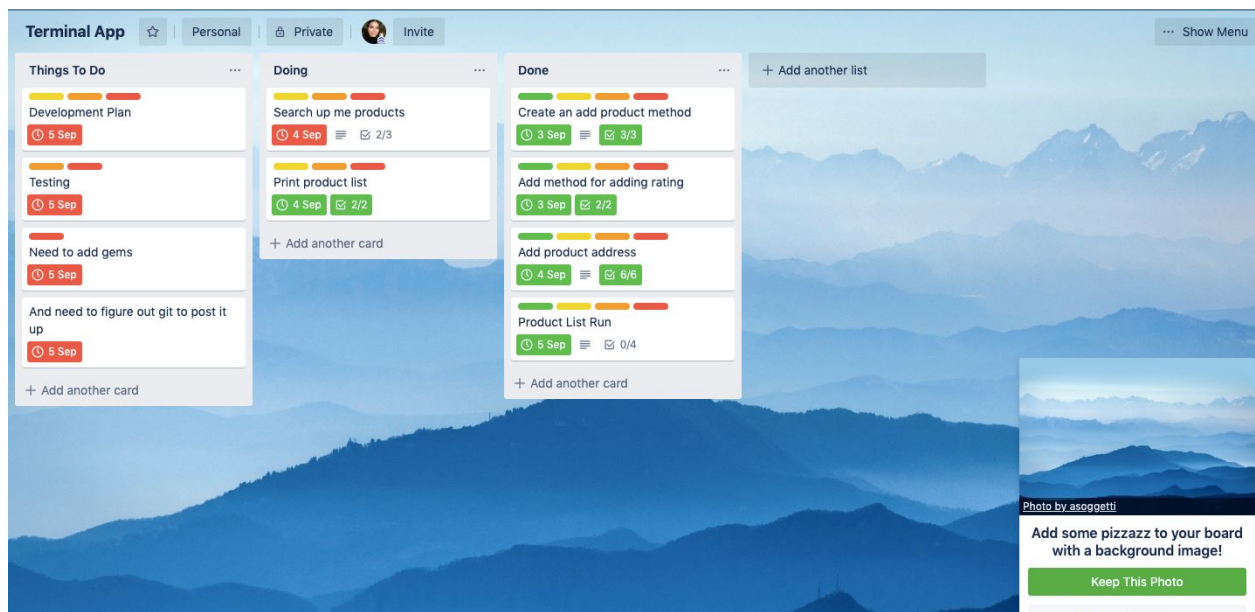 Terminal App
Personal
Private
Invite
··· Show Menu
Things To Do ···
Development Plan
5 Sep
Testing
5 Sep
Need to add gems
5 Sep
And need to figure out git to post it
up
5 Sep
+ Add another card
Doing ···
Search up me products
4 Sep 2/3
Print product list
4 Sep 2/2
+ Add another card
Done ···
Create an add product method
3 Sep 3/3
Add method for adding rating
3 Sep 2/2
Add product address
4 Sep 6/6
Product List Run
5 Sep 0/4
+ Add another card
+ Add another list
Photo by asoggetti
Add some pizzazz to your board
with a background image!
Keep This Photo